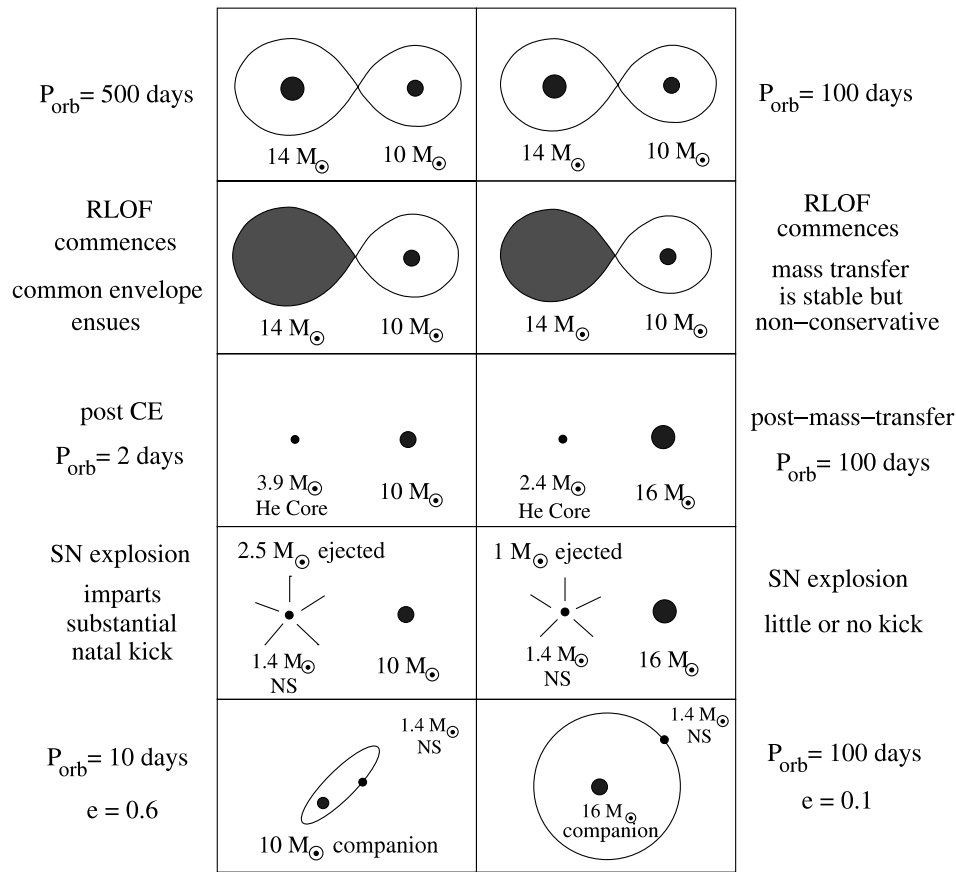 P_orb = 500 days
14 M☉
10 M☉
14 M☉
10 M☉
P_orb = 100 days
RLOF
commences
common envelope
ensues
14 M☉
10 M☉
14 M☉
10 M☉
RLOF
commences
mass transfer
is stable but
non−conservative
post CE
P_orb = 2 days
3.9 M☉
He Core
10 M☉
2.4 M☉
He Core
16 M☉
post−mass−transfer
P_orb = 100 days
SN explosion
imparts
substantial
natal kick
2.5 M☉ ejected
1.4 M☉
NS
10 M☉
1 M☉ ejected
1.4 M☉
NS
16 M☉
SN explosion
little or no kick
P_orb = 10 days
e = 0.6
1.4 M☉
NS
10 M☉ companion
1.4 M☉
NS
16 M☉
companion
P_orb = 100 days
e = 0.1